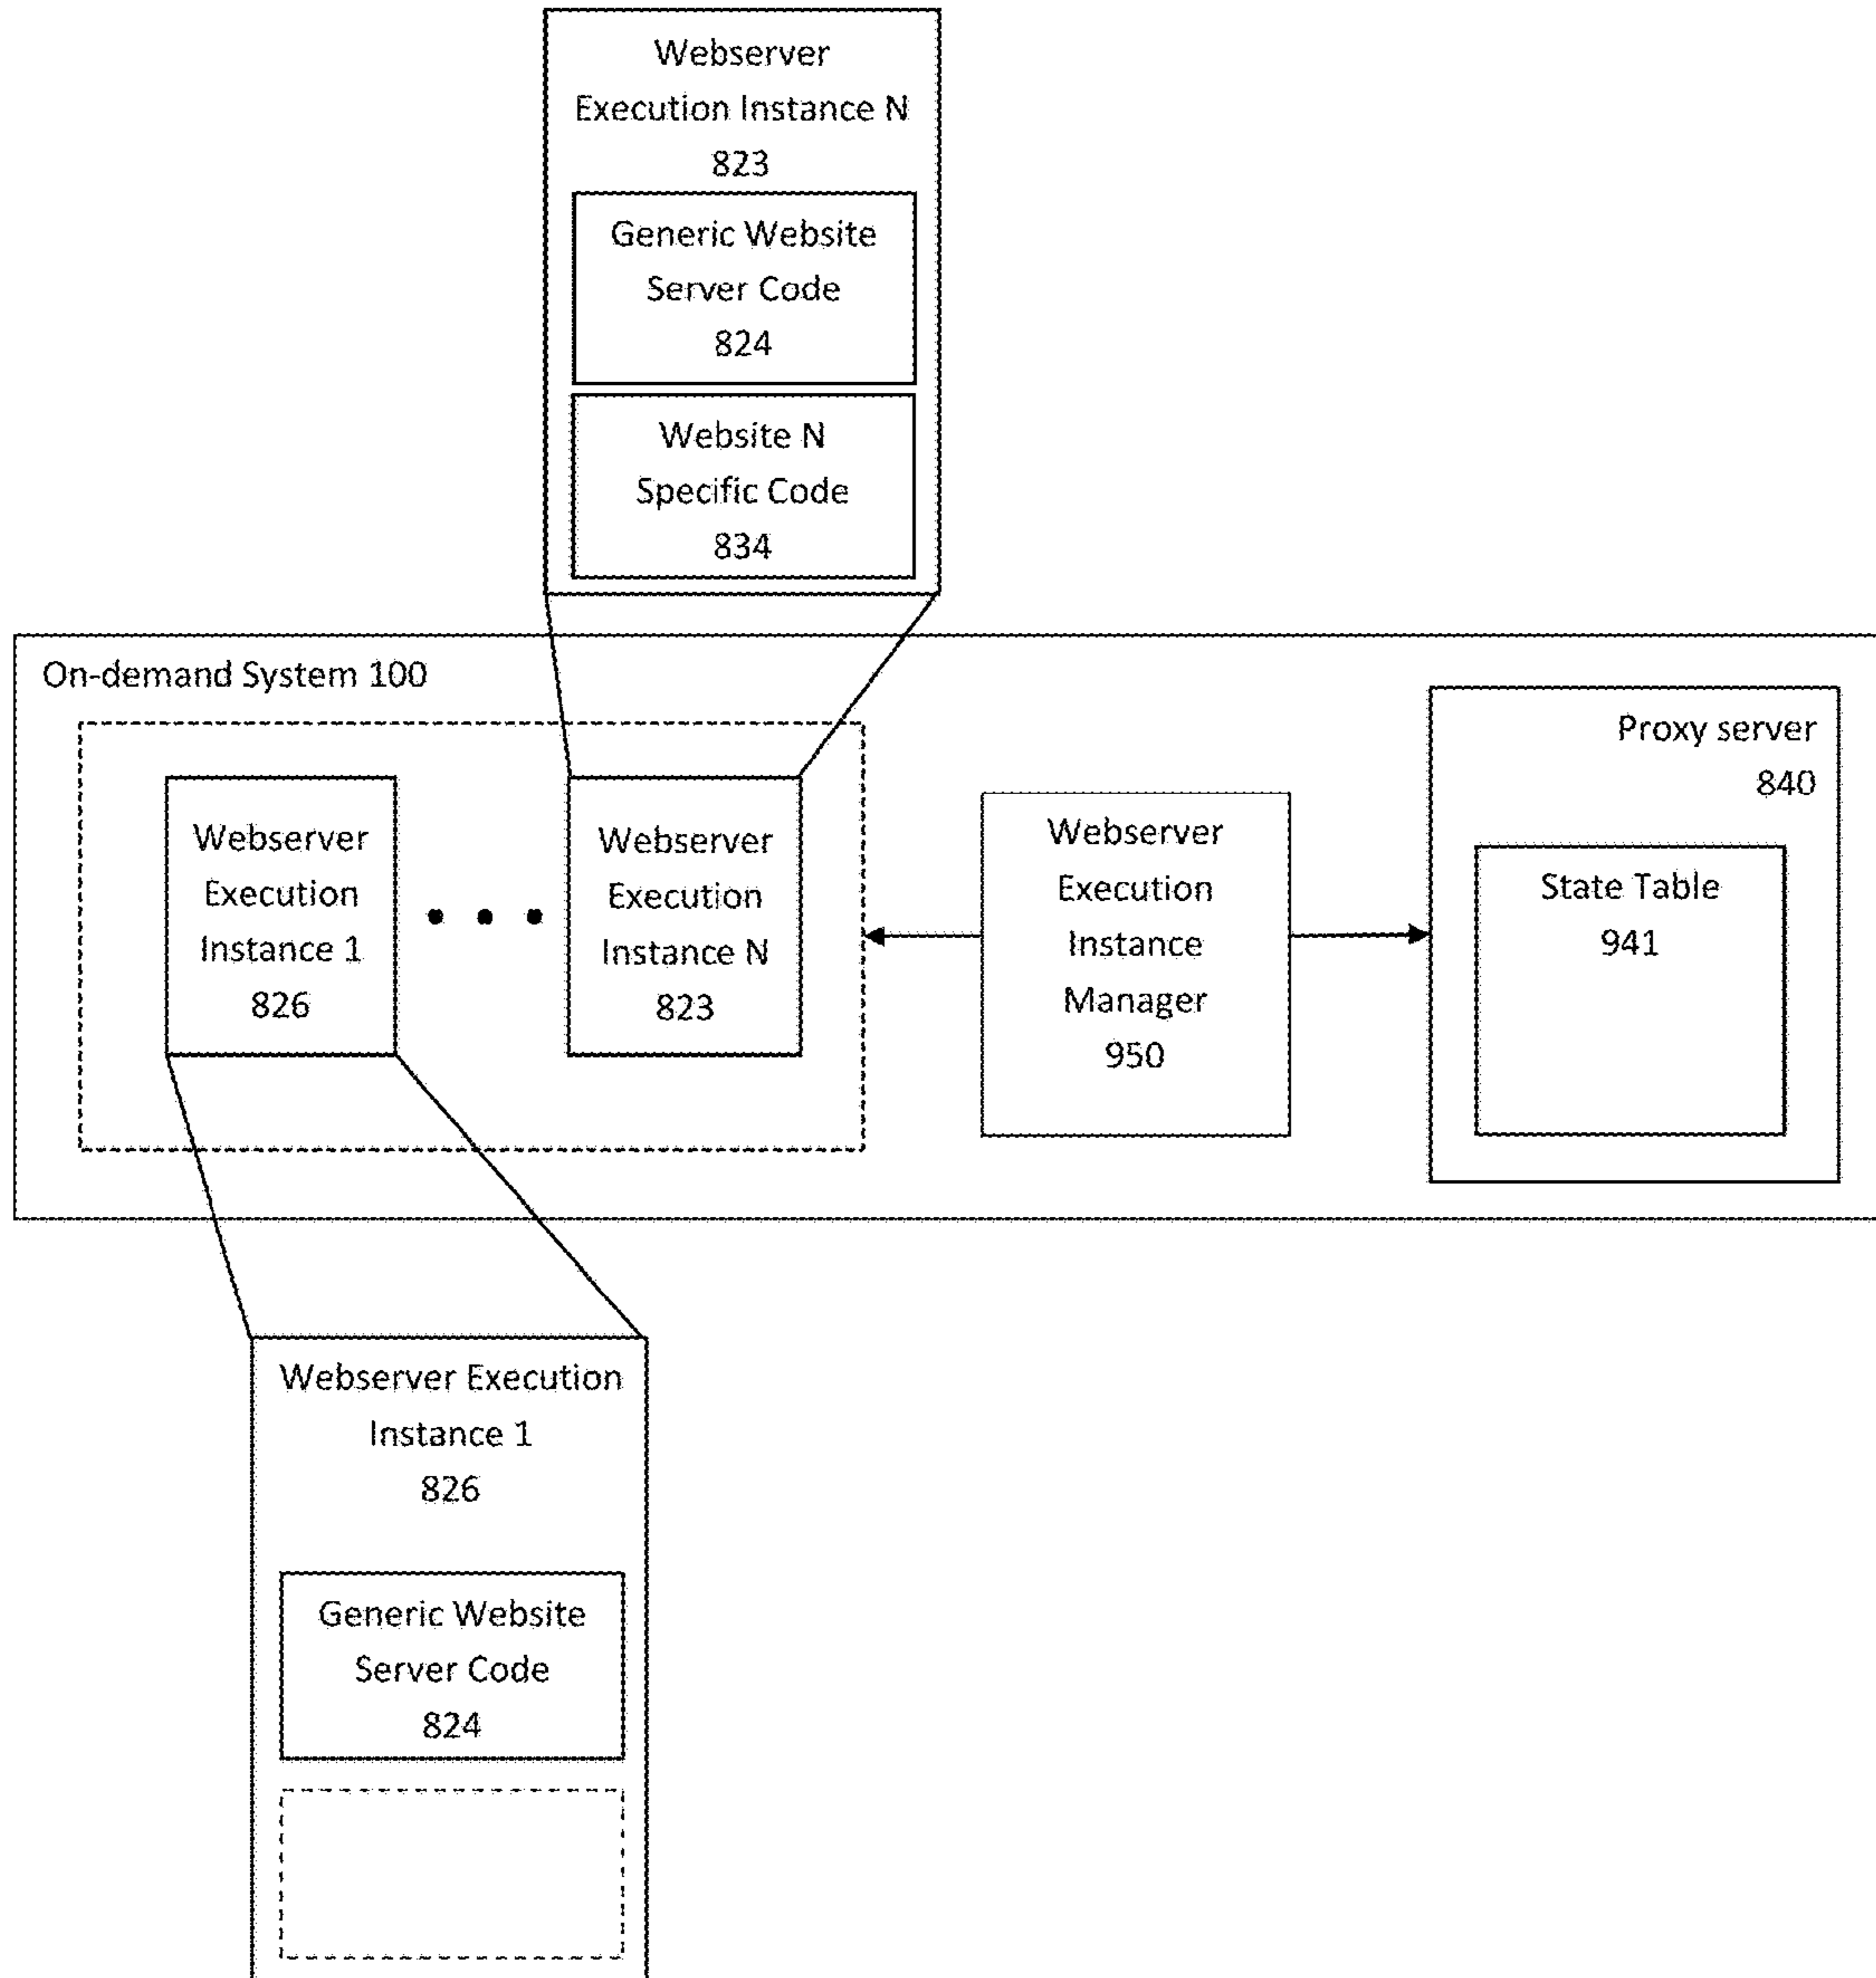 Webserver
Execution Instance N
823
Generic Website
Server Code
824
Website N
Specific Code
834
On-demand System 100
Webserver
Execution
Instance 1
826
Webserver
Execution
Instance N
823
Webserver
Execution
Instance
Manager
950
Proxy server
840
State Table
941
Webserver Execution
Instance 1
826
Generic Website
Server Code
824